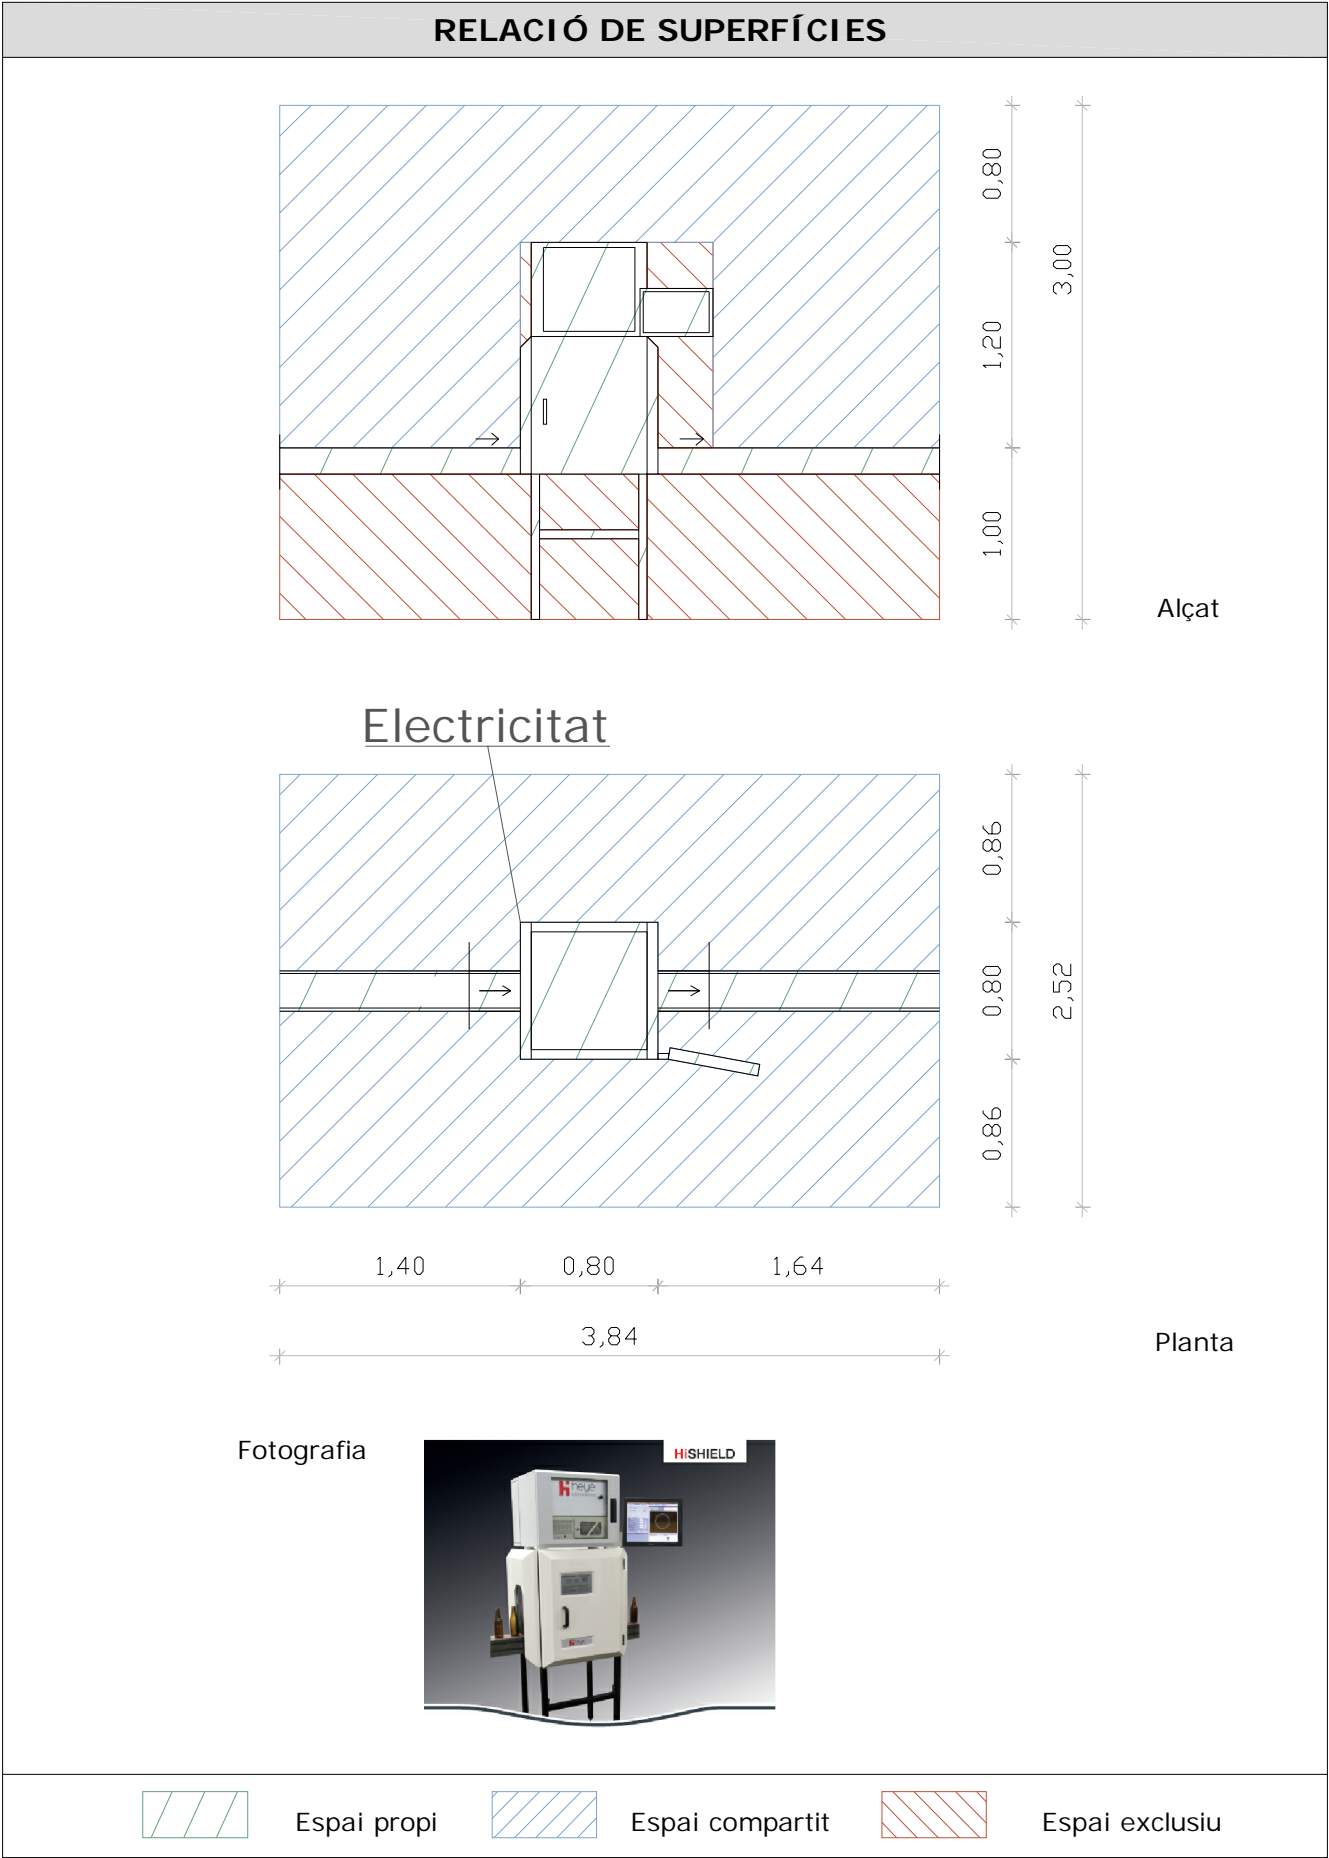 RELACIÓ DE SUPERFÍCIES
0,80
3,00
1,20
1,00
Alçat
Electricitat
0,86
0,80
2,52
0,86
1,40
0,80
1,64
3,84
Planta
Fotografia
HiSHIELD
heye
heye
Espai propi
Espai compartit
Espai exclusiu